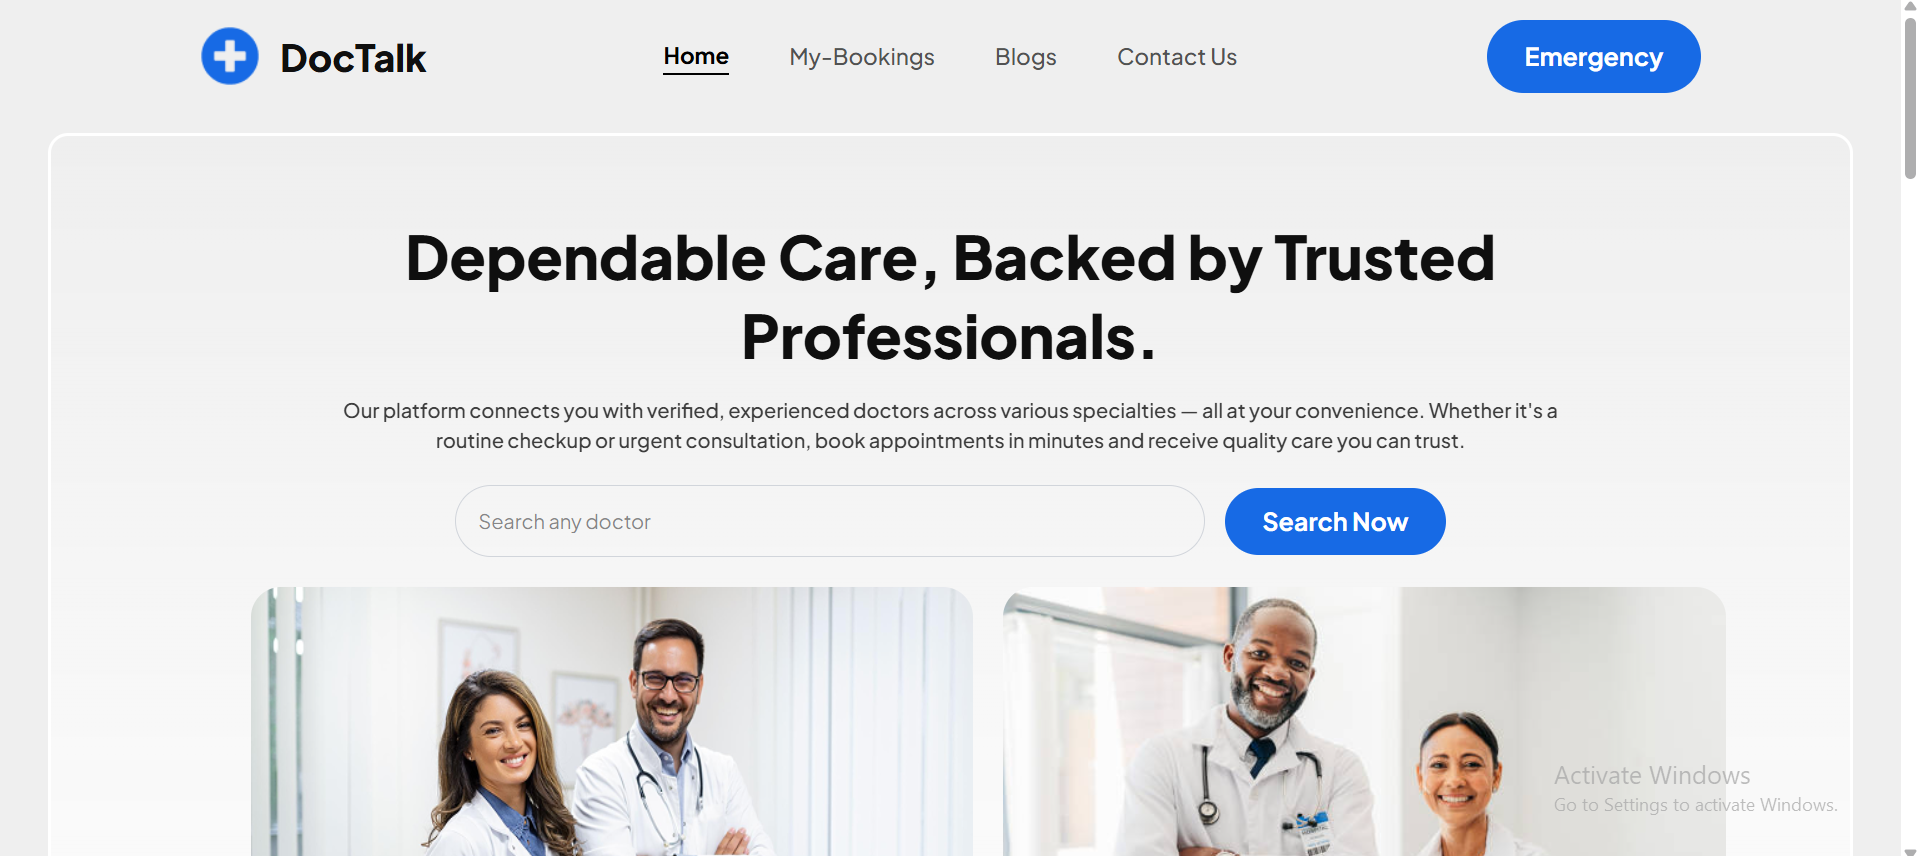 DocTalk
Home
My-Bookings
Blogs
Contact Us
Emergency
Dependable Care, Backed by Trusted
Professionals.
Our platform connects you with verified, experienced doctors across various specialties — all at your convenience. Whether it's a
routine checkup or urgent consultation, book appointments in minutes and receive quality care you can trust.
Search any doctor
Search Now
Activate Windows
Go to Settings to activate Windows.